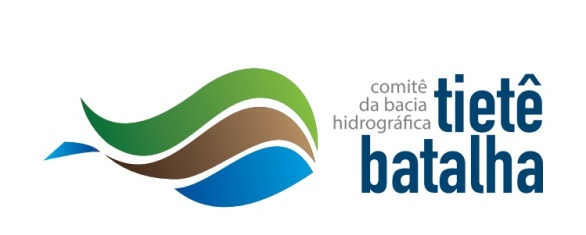 comitê
da bacia
hidrográfica
tietê
batalha